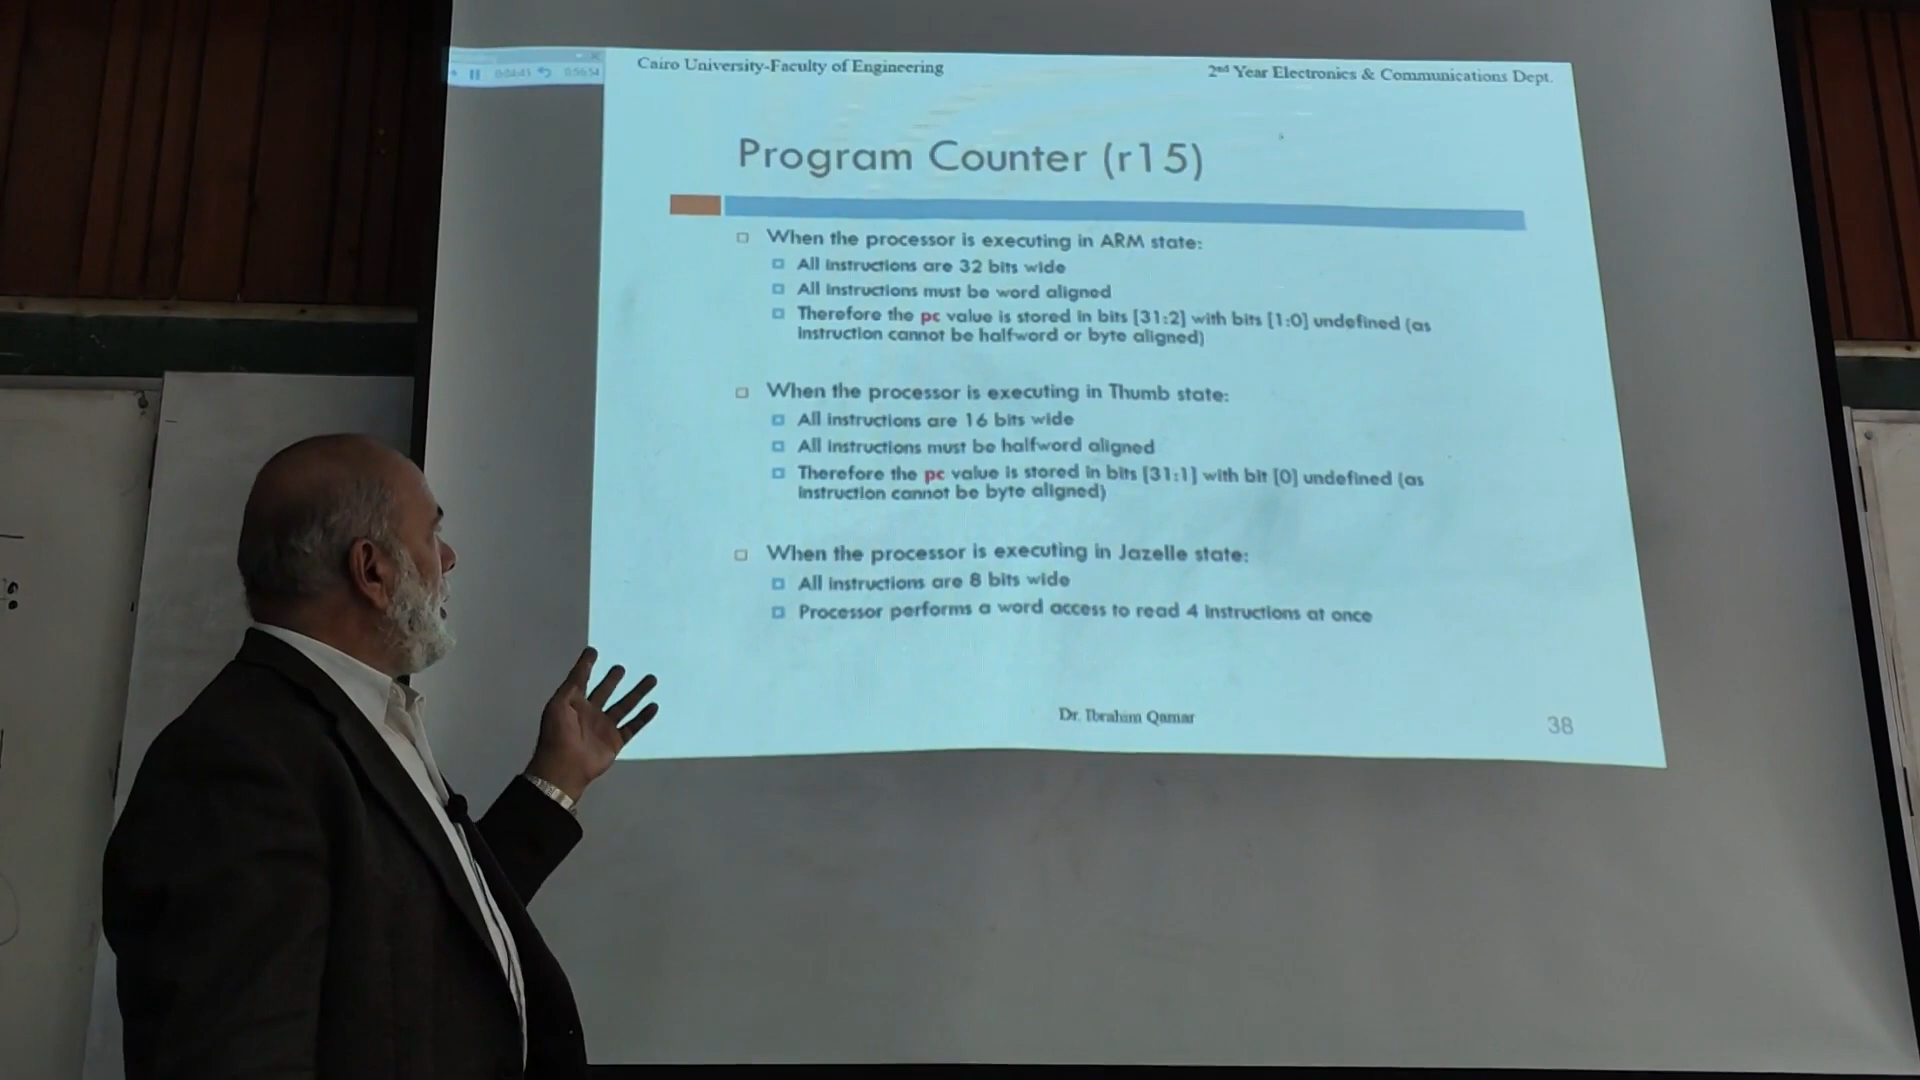 0:04:43 0:56:54
Cairo University-Faculty of Engineering
2nd Year Electronics & Communications Dept.
Program Counter (r15)
When the processor is executing in ARM state:
All instructions are 32 bits wide
All instructions must be word aligned
Therefore the pc value is stored in bits [31:2] with bits [1:0] undefined (as
instruction cannot be halfword or byte aligned)
When the processor is executing in Thumb state:
All instructions are 16 bits wide
All instructions must be halfword aligned
Therefore the pc value is stored in bits [31:1] with bit [0] undefined (as
instruction cannot be byte aligned)
When the processor is executing in Jazelle state:
All instructions are 8 bits wide
Processor performs a word access to read 4 instructions at once
Dr. Ibrahim Qamar
38